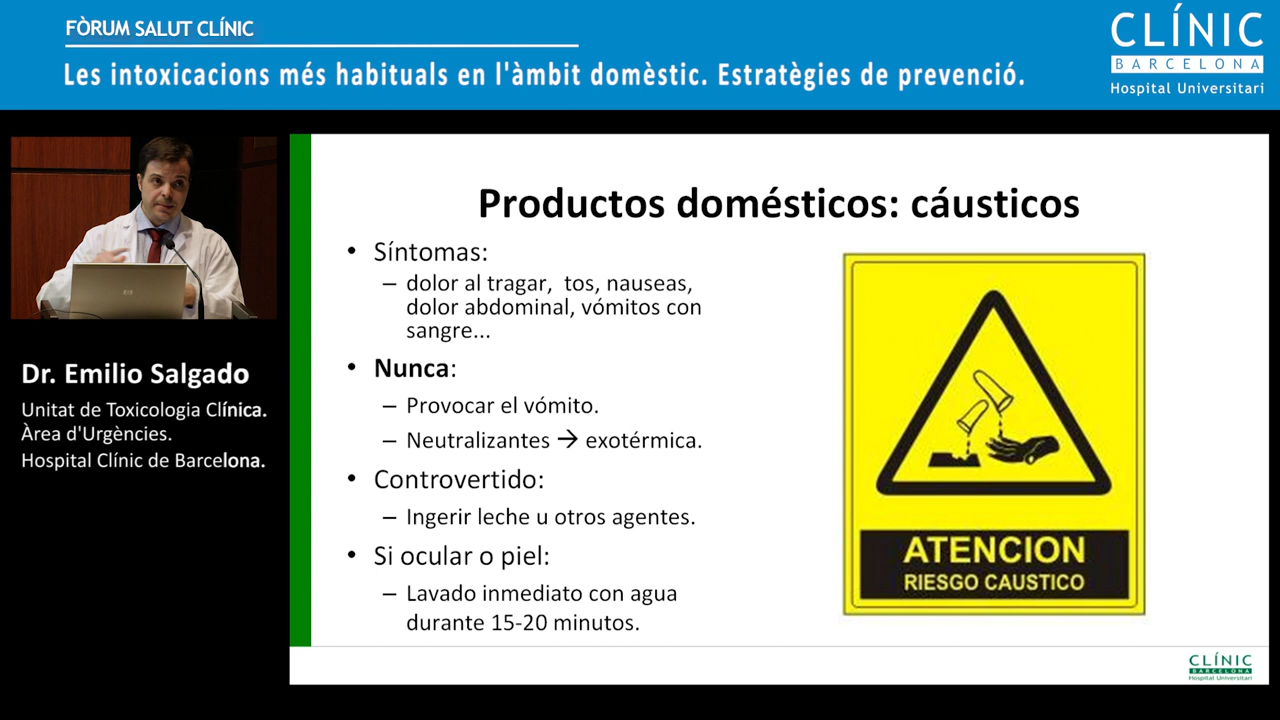 FÒRUM SALUT CLÍNIC
Les intoxicacions més habituals en l'àmbit domèstic. Estratègies de prevenció.
CLÍNIC
BARCELONA
Hospital Universitari
Dr. Emilio Salgado
Unitat de Toxicologia Clínica.
Àrea d'Urgències.
Hospital Clínic de Barcelona.
Productos domésticos: cáusticos
• Síntomas:
– dolor al tragar, tos, nauseas,
dolor abdominal, vómitos con
sangre...
• Nunca:
– Provocar el vómito.
– Neutralizantes → exotérmica.
• Controvertido:
– Ingerir leche u otros agentes.
• Si ocular o piel:
– Lavado inmediato con agua
durante 15-20 minutos.
ATENCION
RIESGO CAUSTICO
CLÍNIC
BARCELONA
Hospital Universitari